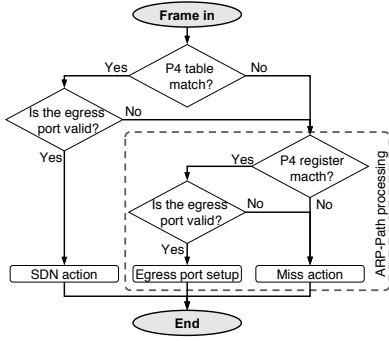 Frame in
P4 table
match?
Yes
No
Is the egress
port valid?
No
Yes
P4 register
macth?
Yes
No
Is the egress
port valid?
No
Yes
ARP-Path processing
SDN action
Egress port setup
Miss action
End